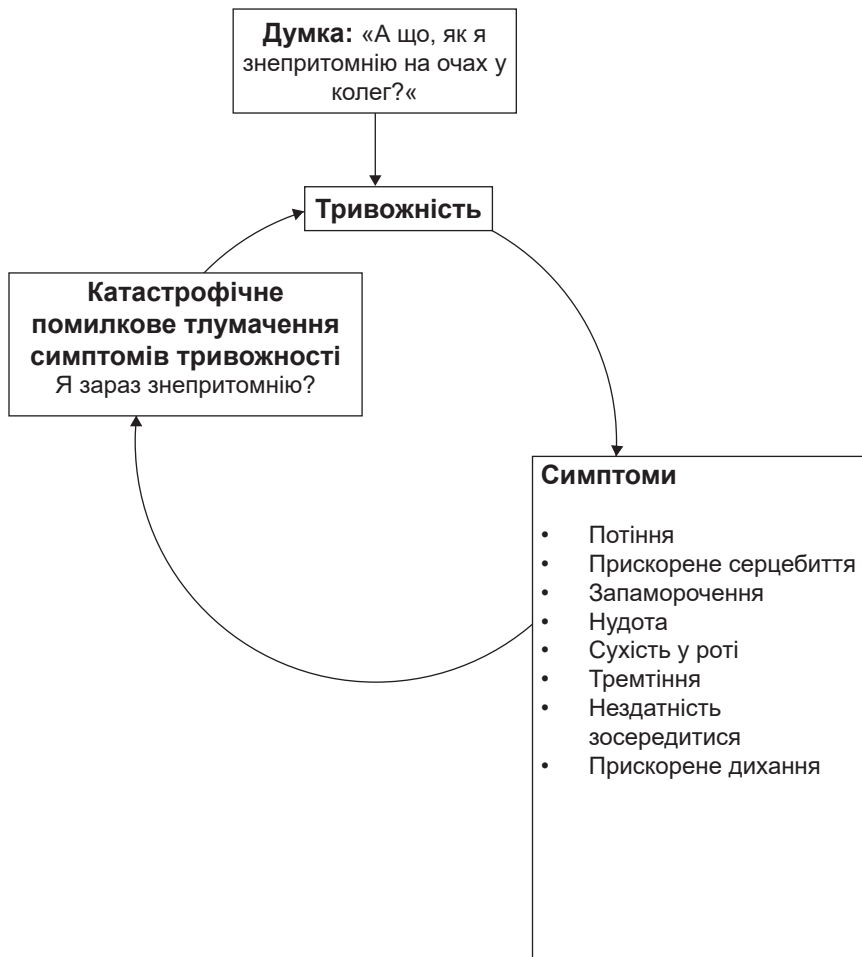 Думка: «А що, як я
знепритомнію на очах у
колег?«
Тривожність
Катастрофічне
помилкове тлумачення
симптомів тривожності
Я зараз знепритомнію?
Симптоми
• Потіння
• Прискорене серцебиття
• Запаморочення
• Нудота
• Сухість у роті
• Тремтіння
• Нездатність
зосередитися
• Прискорене дихання